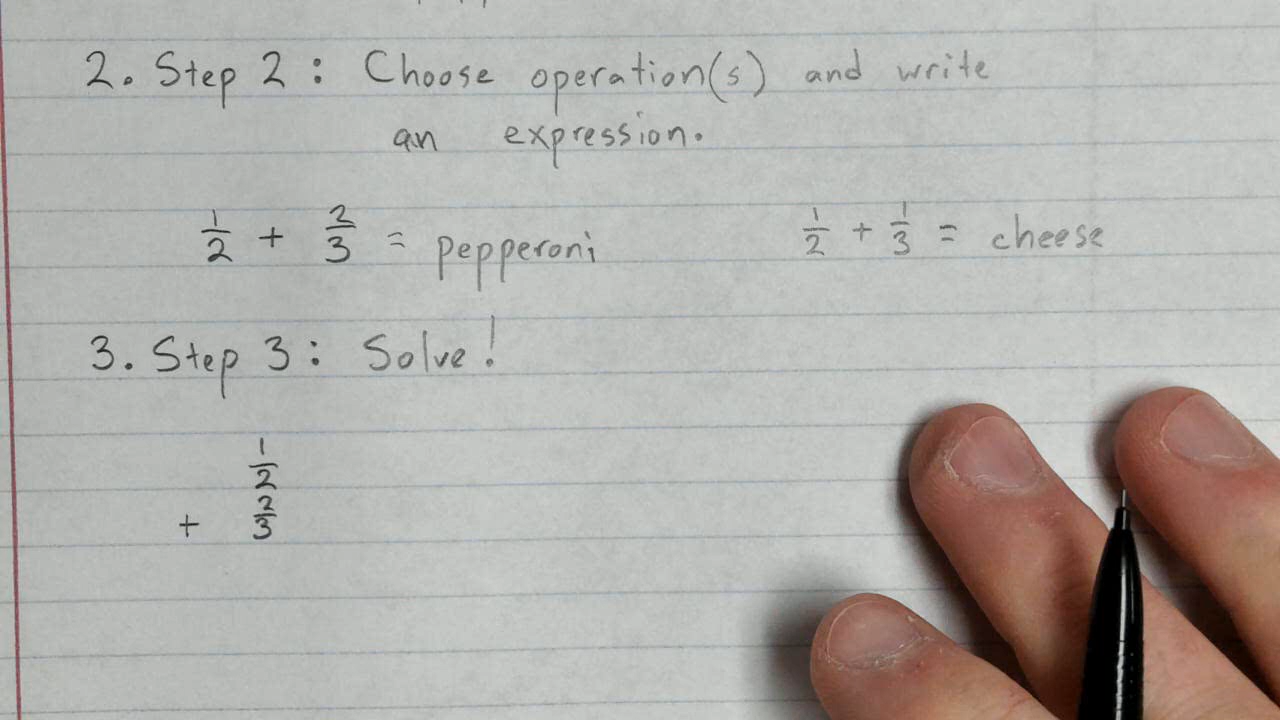 2. Step 2: Choose operation(s) and write
an expression.
1/2 + 2/3 = pepperoni
1/2 + 1/3 = cheese
3. Step 3: Solve!
1/2
+ 2/3